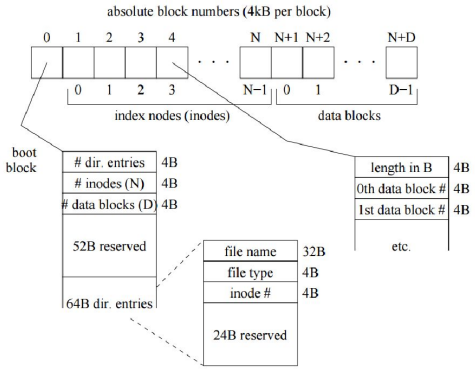 absolute block numbers (4kB per block)
0 1 2 3 4 N N+1 N+2 N+D
. . . . . .
0 1 2 3 N−1 0 1 D−1
index nodes (inodes) data blocks
boot
block
# dir. entries 4B
# inodes (N) 4B
# data blocks (D) 4B
52B reserved
64B dir. entries
file name 32B
file type 4B
inode # 4B
24B reserved
length in B 4B
0th data block # 4B
1st data block # 4B
etc.